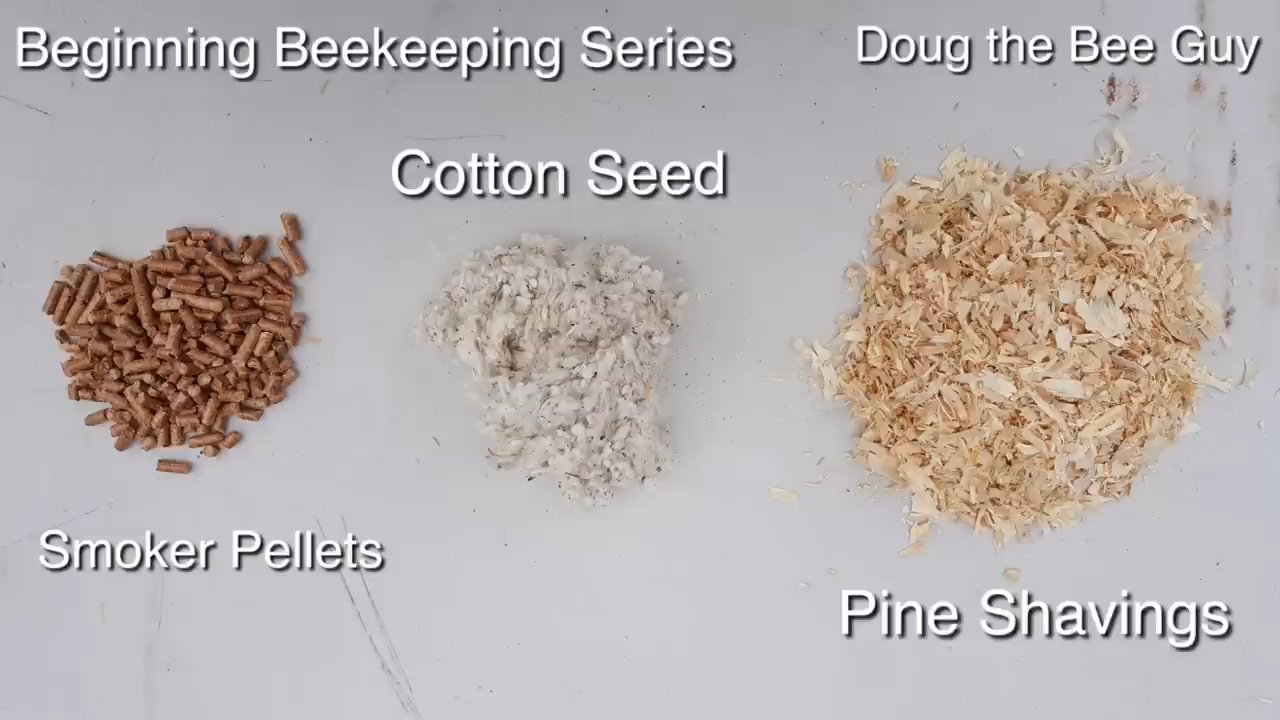 Beginning Beekeeping Series
Doug the Bee Guy
Cotton Seed
Smoker Pellets
Pine Shavings